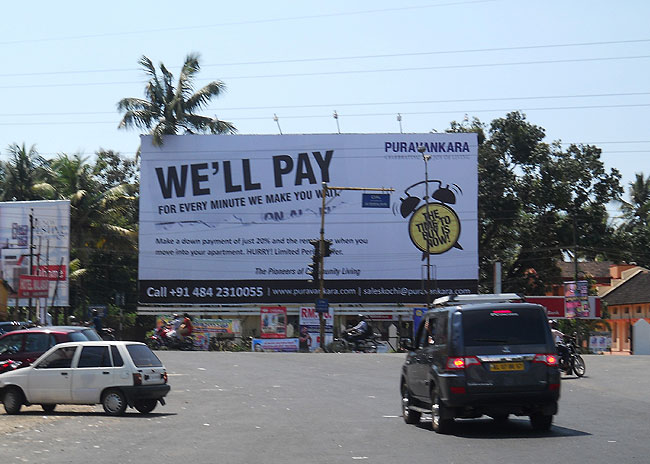 PURAVANKARA
WE'LL PAY
FOR EVERY MINUTE WE MAKE YOU WAIT
THE
TIME TO
BUY IS
NOW!
Make a down payment of just 20% and the when you
move into your apartment. HURRY! Limited
The Pioneers of Community Living
Call +91 484 2310055 | www.puravankara.com | saleskochi@puravankara.com
HOTEL